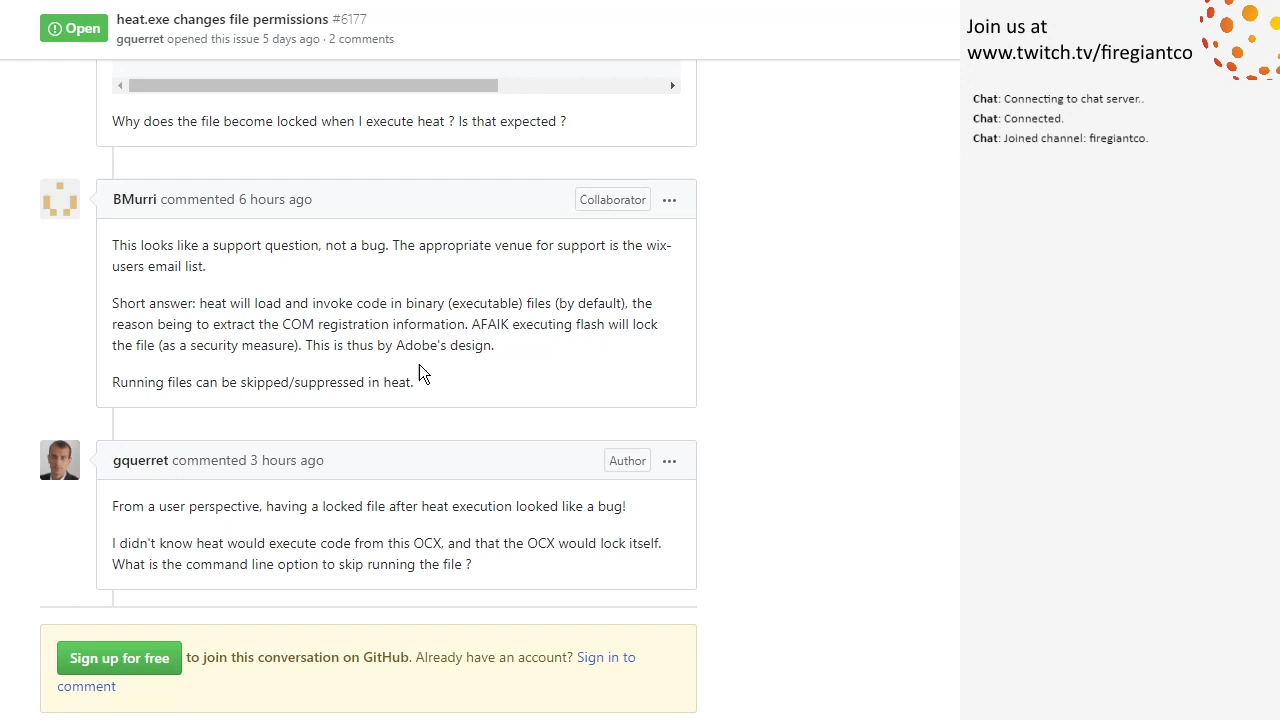 Open
heat.exe changes file permissions #6177
gquerret opened this issue 5 days ago · 2 comments
Why does the file become locked when I execute heat ? Is that expected ?
BMurri commented 6 hours ago
Collaborator
This looks like a support question, not a bug. The appropriate venue for support is the wix-
users email list.
Short answer: heat will load and invoke code in binary (executable) files (by default), the
reason being to extract the COM registration information. AFAIK executing flash will lock
the file (as a security measure). This is thus by Adobe's design.
Running files can be skipped/suppressed in heat.
gquerret commented 3 hours ago
Author
From a user perspective, having a locked file after heat execution looked like a bug!
I didn't know heat would execute code from this OCX, and that the OCX would lock itself.
What is the command line option to skip running the file ?
Sign up for free to join this conversation on GitHub. Already have an account? Sign in to
comment
Join us at
www.twitch.tv/firegiantco
Chat: Connecting to chat server..
Chat: Connected.
Chat: Joined channel: firegiantco.